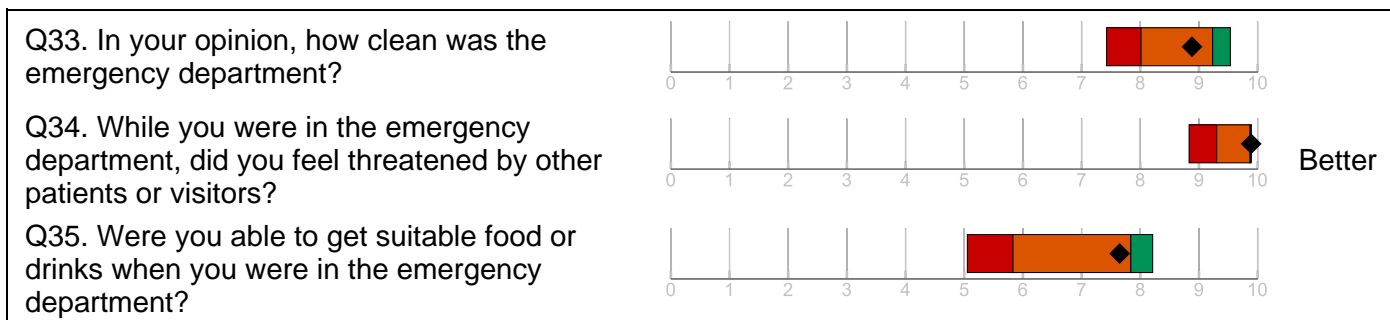 Q33. In your opinion, how clean was the
emergency department?
0 1 2 3 4 5 6 7 8 9 10
Q34. While you were in the emergency
department, did you feel threatened by other
patients or visitors?
0 1 2 3 4 5 6 7 8 9 10
Better
Q35. Were you able to get suitable food or
drinks when you were in the emergency
department?
0 1 2 3 4 5 6 7 8 9 10